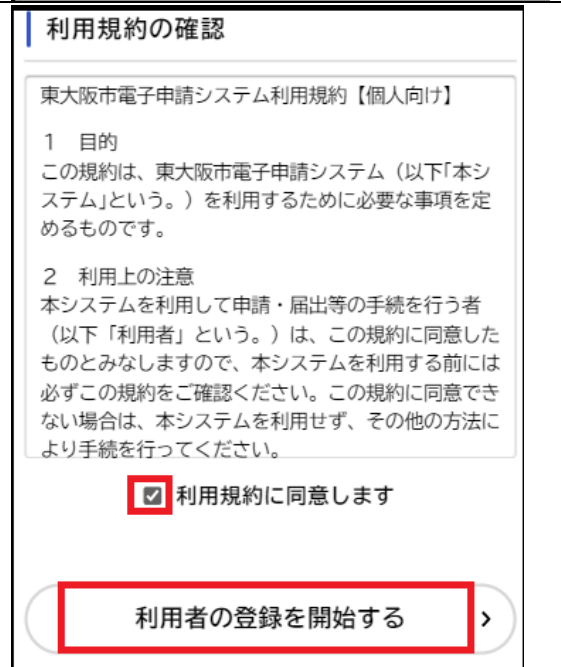 利用規約の確認
東大阪市電子申請システム利用規約【個人向け】
1　目的
この規約は、東大阪市電子申請システム（以下｢本シ
ステム｣という。）を利用するために必要な事項を定
めるものです。
2　利用上の注意
本システムを利用して申請・届出等の手続を行う者
（以下「利用者」という。）は、この規約に同意した
ものとみなしますので、本システムを利用する前には
必ずこの規約をご確認ください。この規約に同意でき
ない場合は、本システムを利用せず、その他の方法に
より手続を行ってください。
利用規約に同意します
利用者の登録を開始する